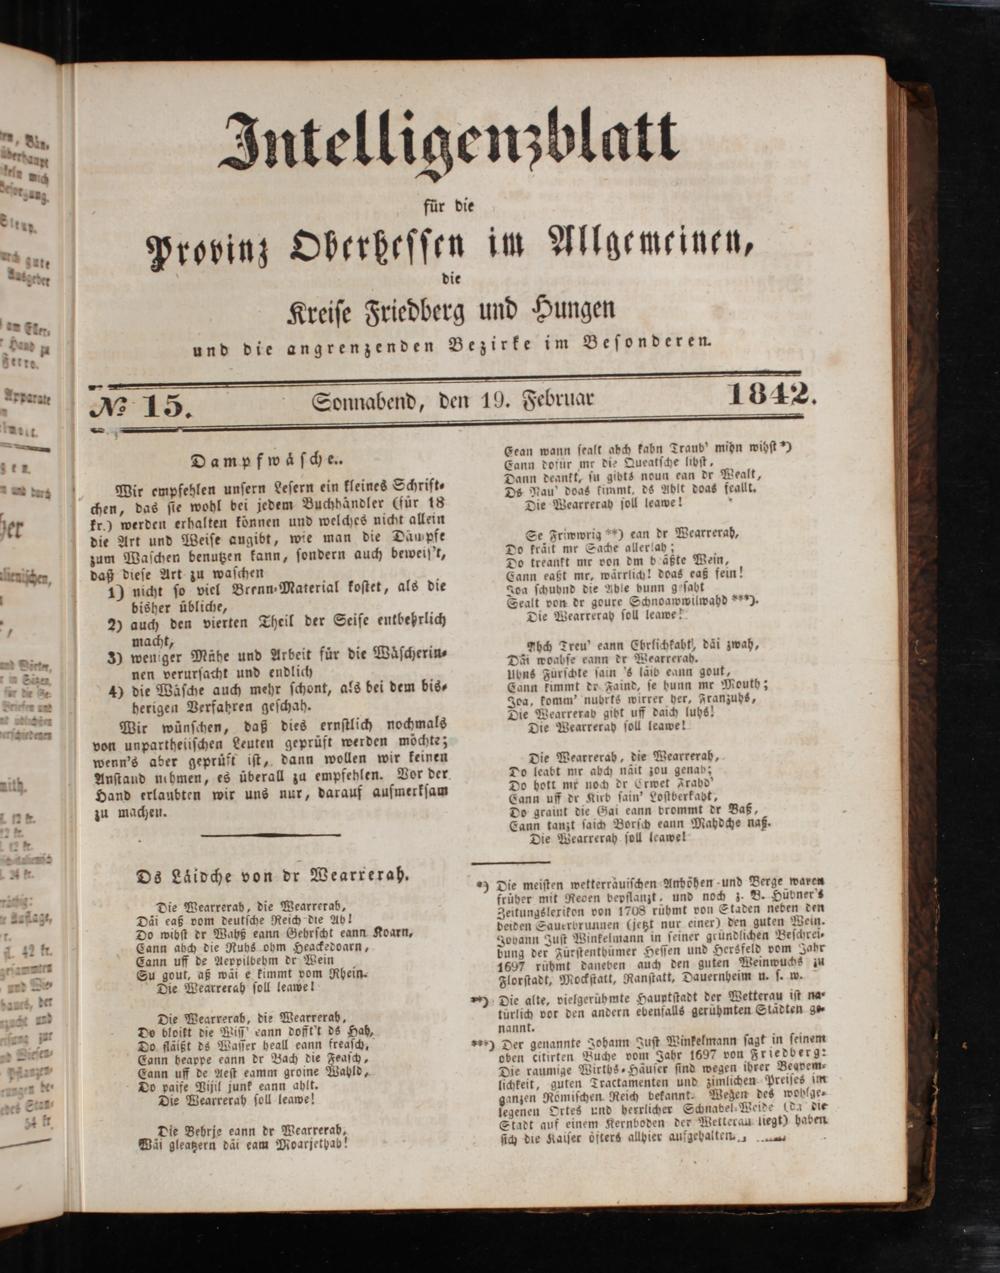 Intelligenzblatt
für die
Provinz Oberhessen im Allgemeinen,
die
Kreise Friedberg und Hungen
und die angrenzenden Bezirke im Besonderen.
№ 15.
Sonnabend, den 19. Februar
1842.
Dampfwäsche.
Wir empfehlen unsern Lesern ein kleines Schrift-
chen, das sie wohl bei jedem Buchhändler (für 18
kr.) werden erhalten können und welches nicht allein
die Art und Weise angibt, wie man die Dämpfe
zum Waschen benutzen kann, sondern auch beweis't,
daß diese Art zu waschen
1) nicht so viel Brenn-Material kostet, als die
bisher übliche,
2) auch den vierten Theil der Seife entbehrlich
macht,
3) weniger Mühe und Arbeit für die Wäscherin-
nen verursacht und endlich
4) die Wäsche auch mehr schont, als bei dem bis-
herigen Verfahren geschah.
Wir wünschen, daß dies ernstlich nochmals
von unpartheiischen Leuten geprüft werden möchte;
wenn's aber geprüft ist, dann wollen wir keinen
Anstand nehmen, es überall zu empfehlen. Vor der
Hand erlaubten wir uns nur, darauf aufmerksam
zu machen.
Ds Läidche von dr Wearrerah.
Die Wearrerah, die Wearrerah,
Däi eaß vom deutsche Reich die Ah!
Do wihst dr Wahß eann Gehrscht eann Koarn,
Eann ahch die Ruhs ohm Heackedoarn,
Eann uff de Aeppilbehm dr Wein
Su gout, aß wäi e kimmt vom Rhein.
Die Wearrerah soll leawe!
Die Wearrerah, die Wearrerah,
Do bloikt die Wiss' eann dofft't ds Hah,
Do fläißt ds Wasser heall eann freasch,
Eann heappe eann dr Bach die Feasch,
Eann uff de Aest eamm groine Wahld,
Do paife Vijil junk eann ahlt.
Die Wearrerah soll leawe!
Die Behrje eann dr Wearrerah,
Wäi gleatzern däi eam Moarjethah!
Eean wann sealt ahch kahn Traub' mihn wihst *)
Eann dofür mr die Queatsche lihst,
Dann deankt, su gibts noun ean dr Wealt,
Ds Nau' doas kimmt, ds Ahlt doas feallt.
Die Wearrerah soll leawe!
Se Friwwrig **) ean dr Wearrerah,
Do kräit mr Sache allerlah;
Do treankt mr von dm bäßte Wein,
Eann eaßt mr, wärrlich! doas eaß fein!
Joa schuhnd die Ahle hunn gesaht
Sealt von dr goure Schnoawwilwahd ***).
Die Wearrerah soll leawe!
Ahch Treu' eann Ehrlichkaht, däi zwah,
Däi woahse eann dr Wearrerah.
Uhns Fürschte sain 's läib eann gout,
Eann kimmt dr Faind, se hunn mr Mouth;
Joa, komm' nuhrts wirrer her, Franzuhs,
Die Wearrerah giht uff daich luhs!
Die Wearrerah soll leawe!
Die Wearrerah, die Wearrerah,
Do leabt mr ahch näit zou genah;
Do hott mr noch dr Erwet Frahd'
Eann uff dr Kirb sain' Lostberkaht,
Do graint die Gai eann brommt dr Baß,
Eann tanzt saich Borsch eann Mahdche naß.
Die Wearrerah soll leawe!
*) Die meisten wetterräuischen Anhöhen und Berge waren
früher mit Reben bepflanzt, und noch z. B. Hübner's
Zeitungslexikon von 1708 rühmt von Staden neben den
beiden Sauerbrunnen (jetzt nur einer) den guten Wein.
Johann Just Winkelmann in seiner gründlichen Beschrei-
bung der Fürstenthümer Hessen und Hersfeld vom Jahr
1697 rühmt daneben auch den guten Weinwuchs zu
Florstadt, Mockstatt, Ranstatt, Dauernheim u. s. w.
**) Die alte, vielgerühmte Hauptstadt der Wetterau ist na-
türlich vor den andern ebenfalls gerühmten Städten ge-
nannt.
***) Der genannte Johann Just Winkelmann sagt in seinem
oben citirten Buche vom Jahr 1697 von Friedberg:
Die raumige Wirths-Häuser sind wegen ihrer Beqvem-
lichkeit, guten Tractamenten und zimlichen Preises im
ganzen Römischen Reich bekannt. Wegen des wohlge-
legenen Ortes und herrlicher Schnabel-Weide (da die
Stadt auf einem Kernboden der Wetterau liegt) haben
sich die Kaiser öfters allhier aufgehalten.